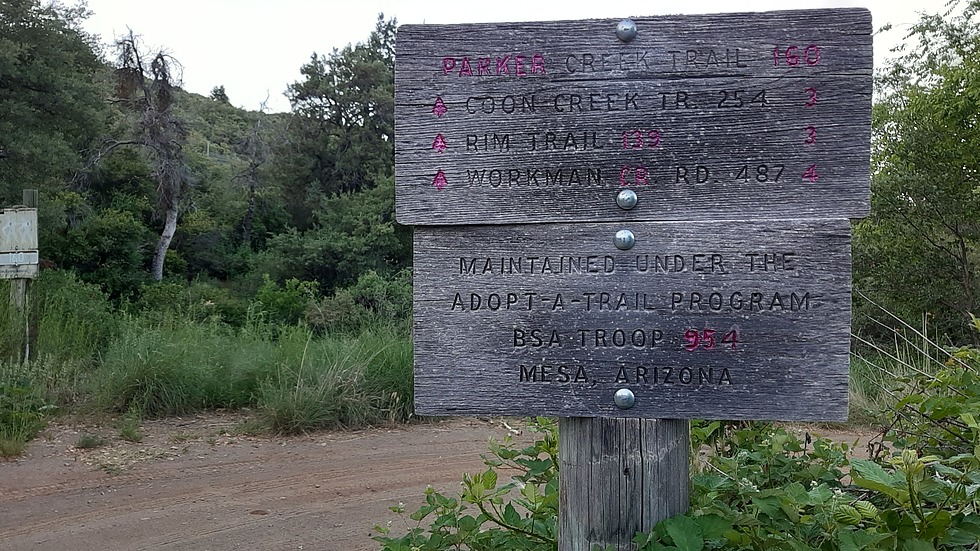 PARKER CREEK TRAIL 160
COON CREEK TR. 254 3
RIM TRAIL 139 3
WORKMAN CR. RD. 487 4
MAINTAINED UNDER THE
ADOPT-A-TRAIL PROGRAM
BSA TROOP 954
MESA, ARIZONA